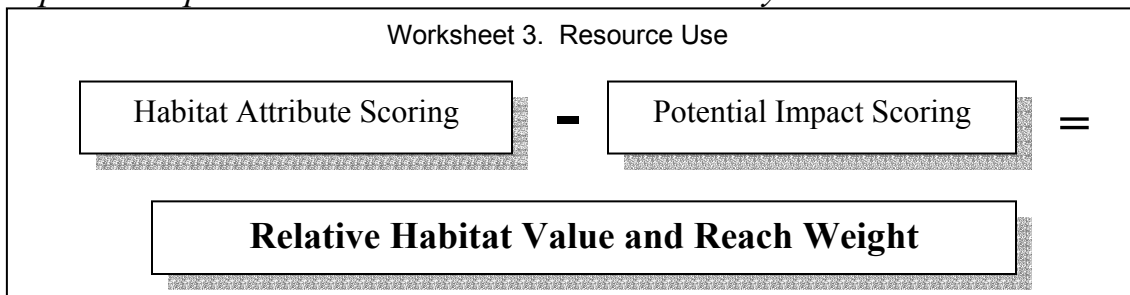 Worksheet 3. Resource Use
Habitat Attribute Scoring - Potential Impact Scoring =
Relative Habitat Value and Reach Weight